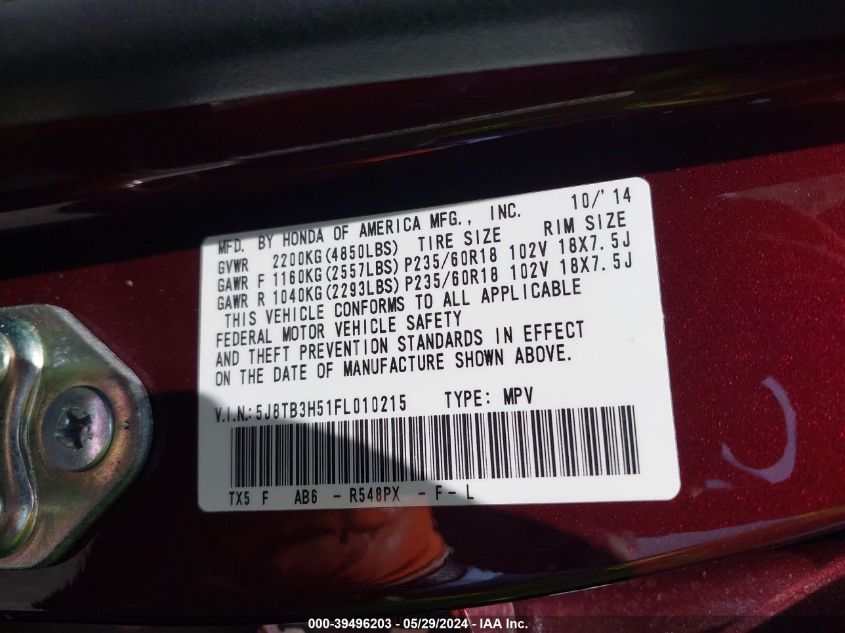 MFD. BY HONDA OF AMERICA MFG., INC. 10/'14
GVWR 2200KG(4850LBS) TIRE SIZE RIM SIZE
GAWR F 1160KG(2557LBS)P235/60R18 102V 18X7.5J
GAWR R 1040KG(2293LBS)P235/60R18 102V 18X7.5J
THIS VEHICLE CONFORMS TO ALL APPLICABLE
FEDERAL MOTOR VEHICLE SAFETY
AND THEFT PREVENTION STANDARDS IN EFFECT
ON THE DATE OF MANUFACTURE SHOWN ABOVE.
V.I.N.:5J8TB3H51FL010215 TYPE: MPV
TX5 F AB6 - R548PX - F - L
000-39496203 - 05/29/2024 - IAA Inc.